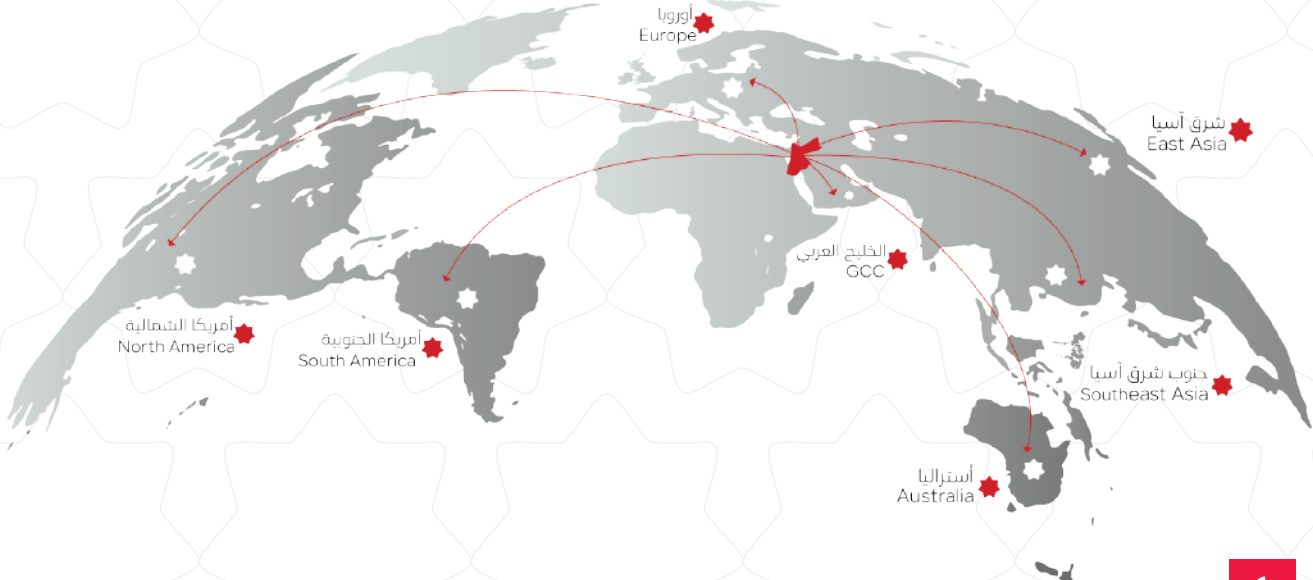 أوروبا
Europe
شرق آسيا
East Asia
الخليج العربي
GCC
أمريكا الشمالية
North America
أمريكا الجنوبية
South America
جنوب شرق آسيا
Southeast Asia
أستراليا
Australia